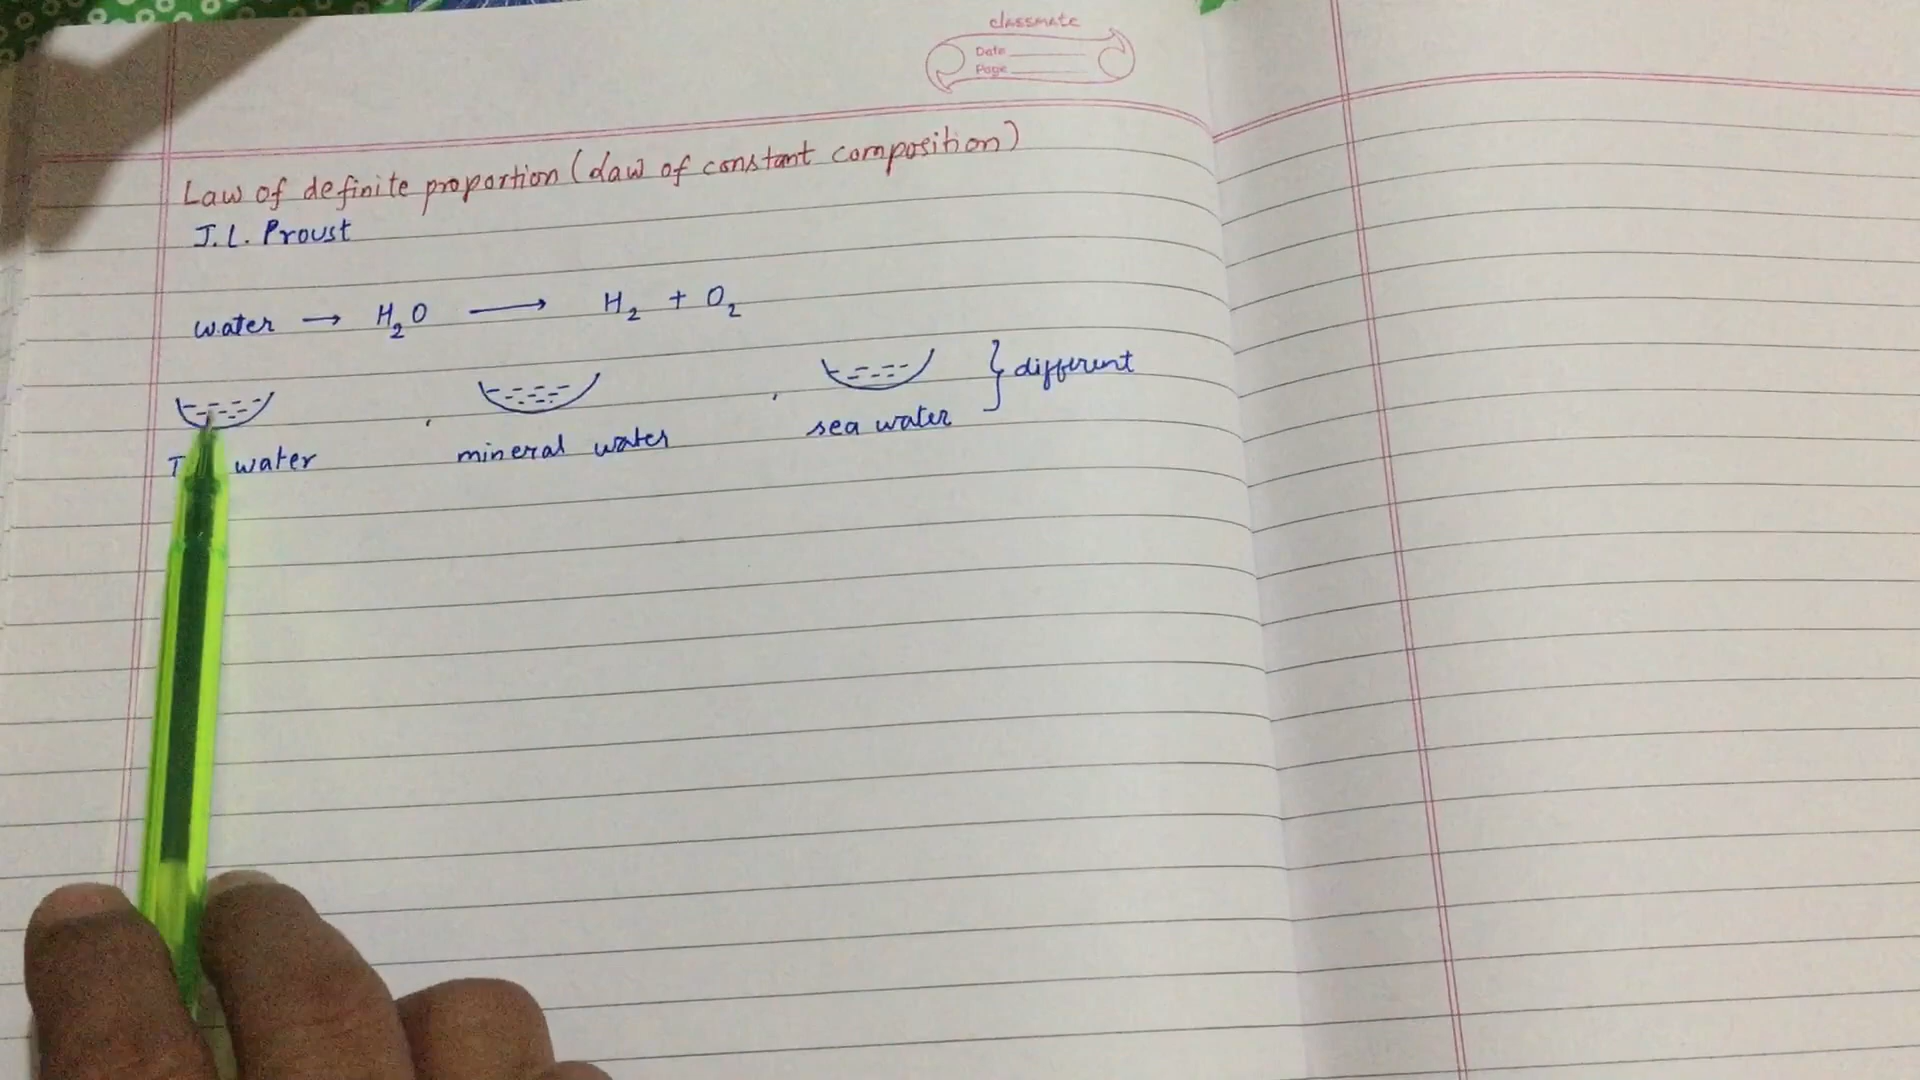 classmate
Date
Page
Law of definite proportion (Law of constant composition)
J.L. Proust
water → H₂O ⟶ H₂ + O₂
} different
water , mineral water , sea water